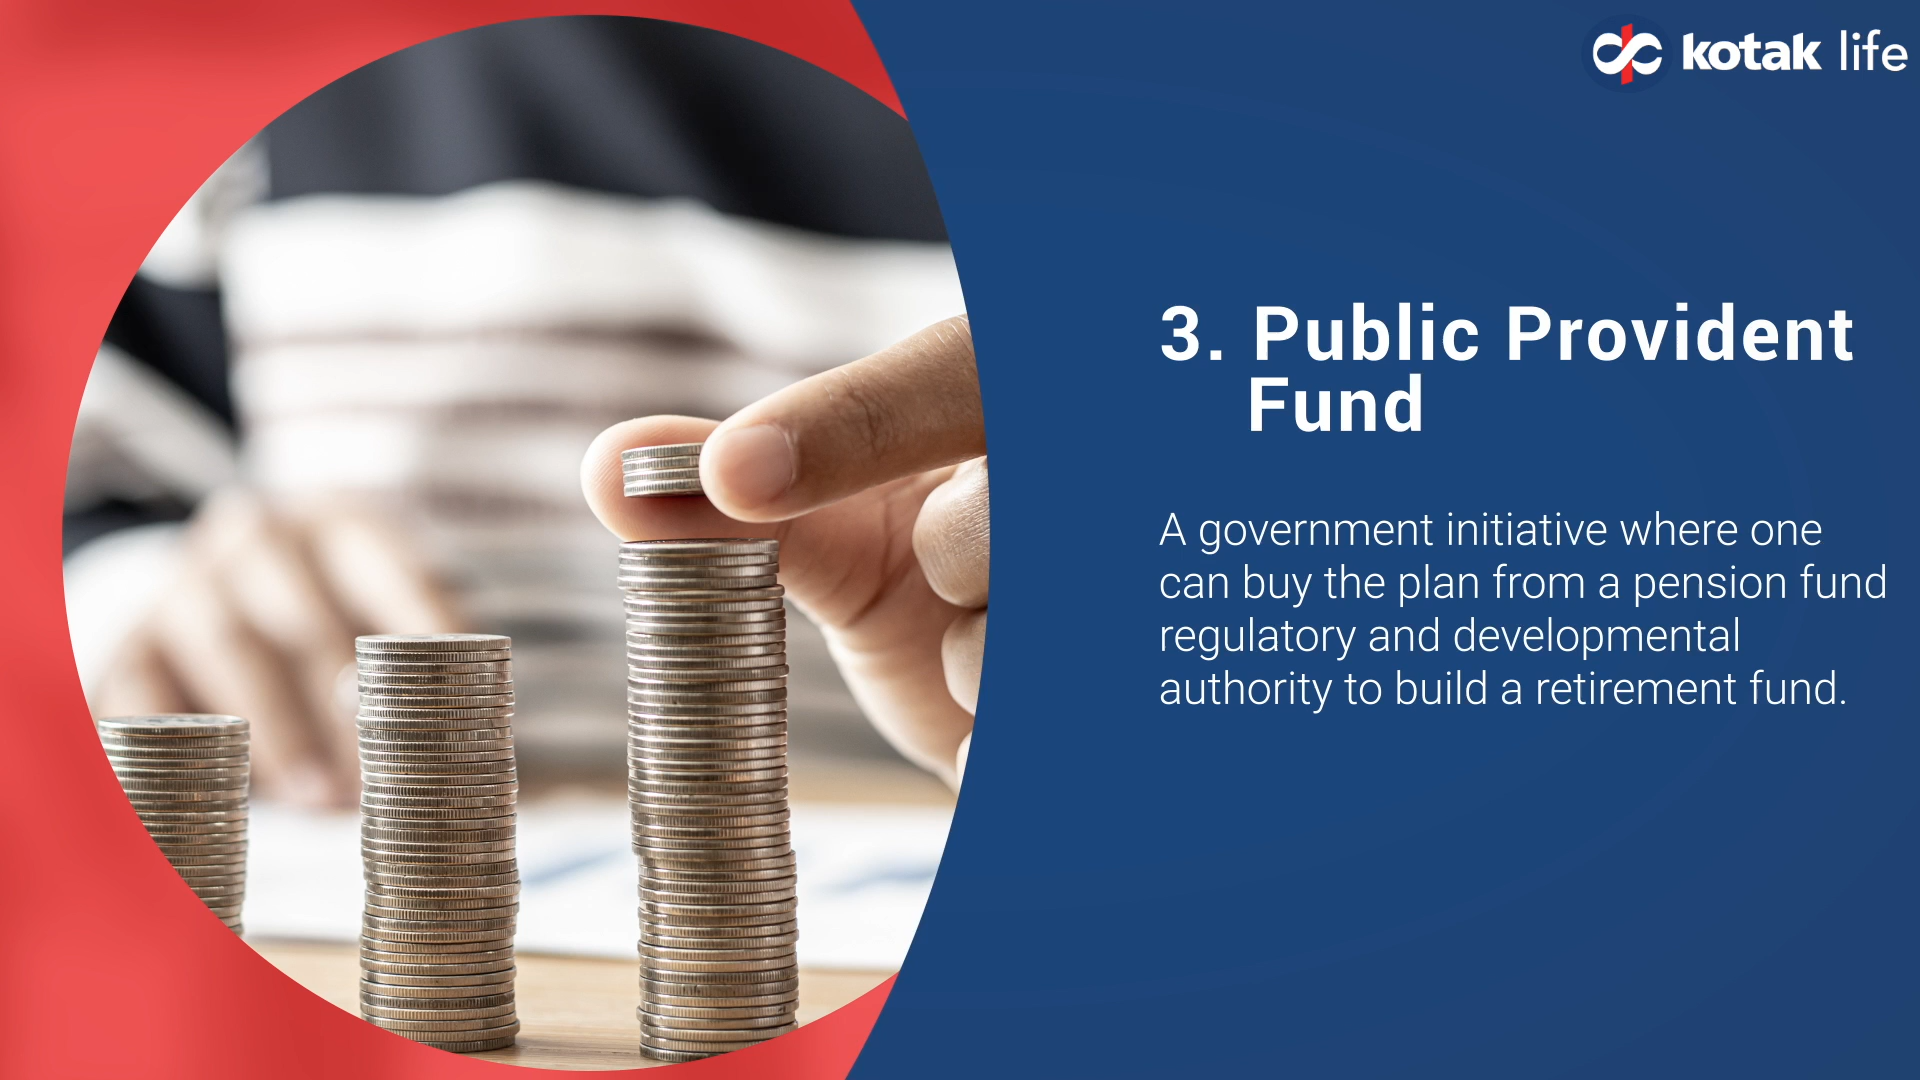 kotak life
3. Public Provident
Fund
A government initiative where one
can buy the plan from a pension fund
regulatory and developmental
authority to build a retirement fund.